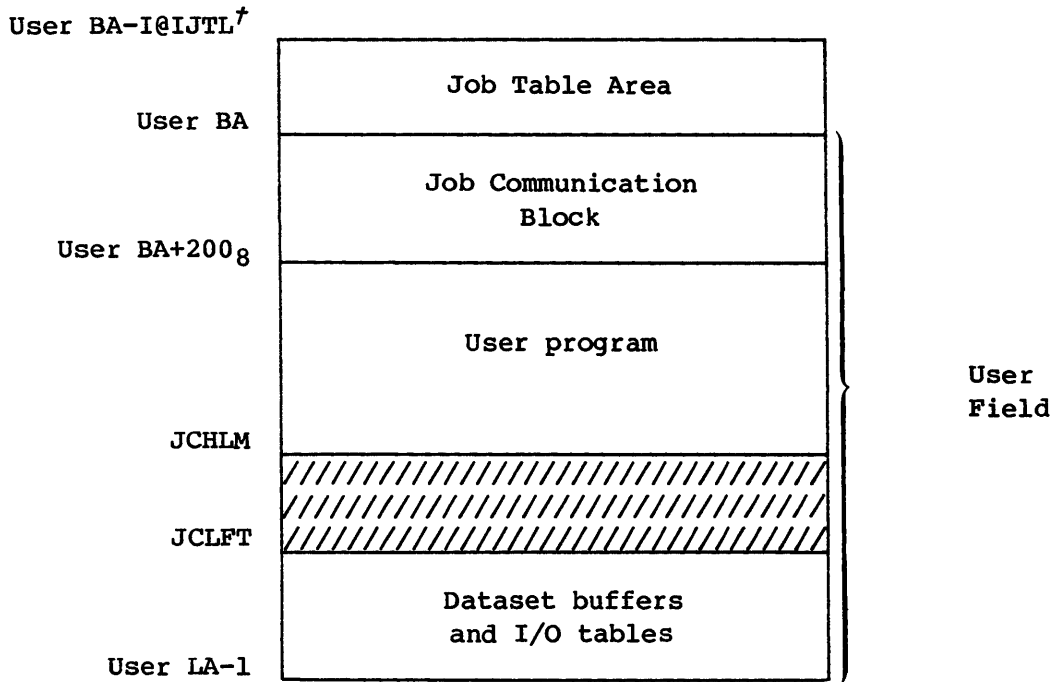 User BA-I@IJTL†
Job Table Area
User BA
Job Communication
Block
User BA+200₈
User program
User
Field
JCHLM
JCLFT
Dataset buffers
and I/O tables
User LA-1